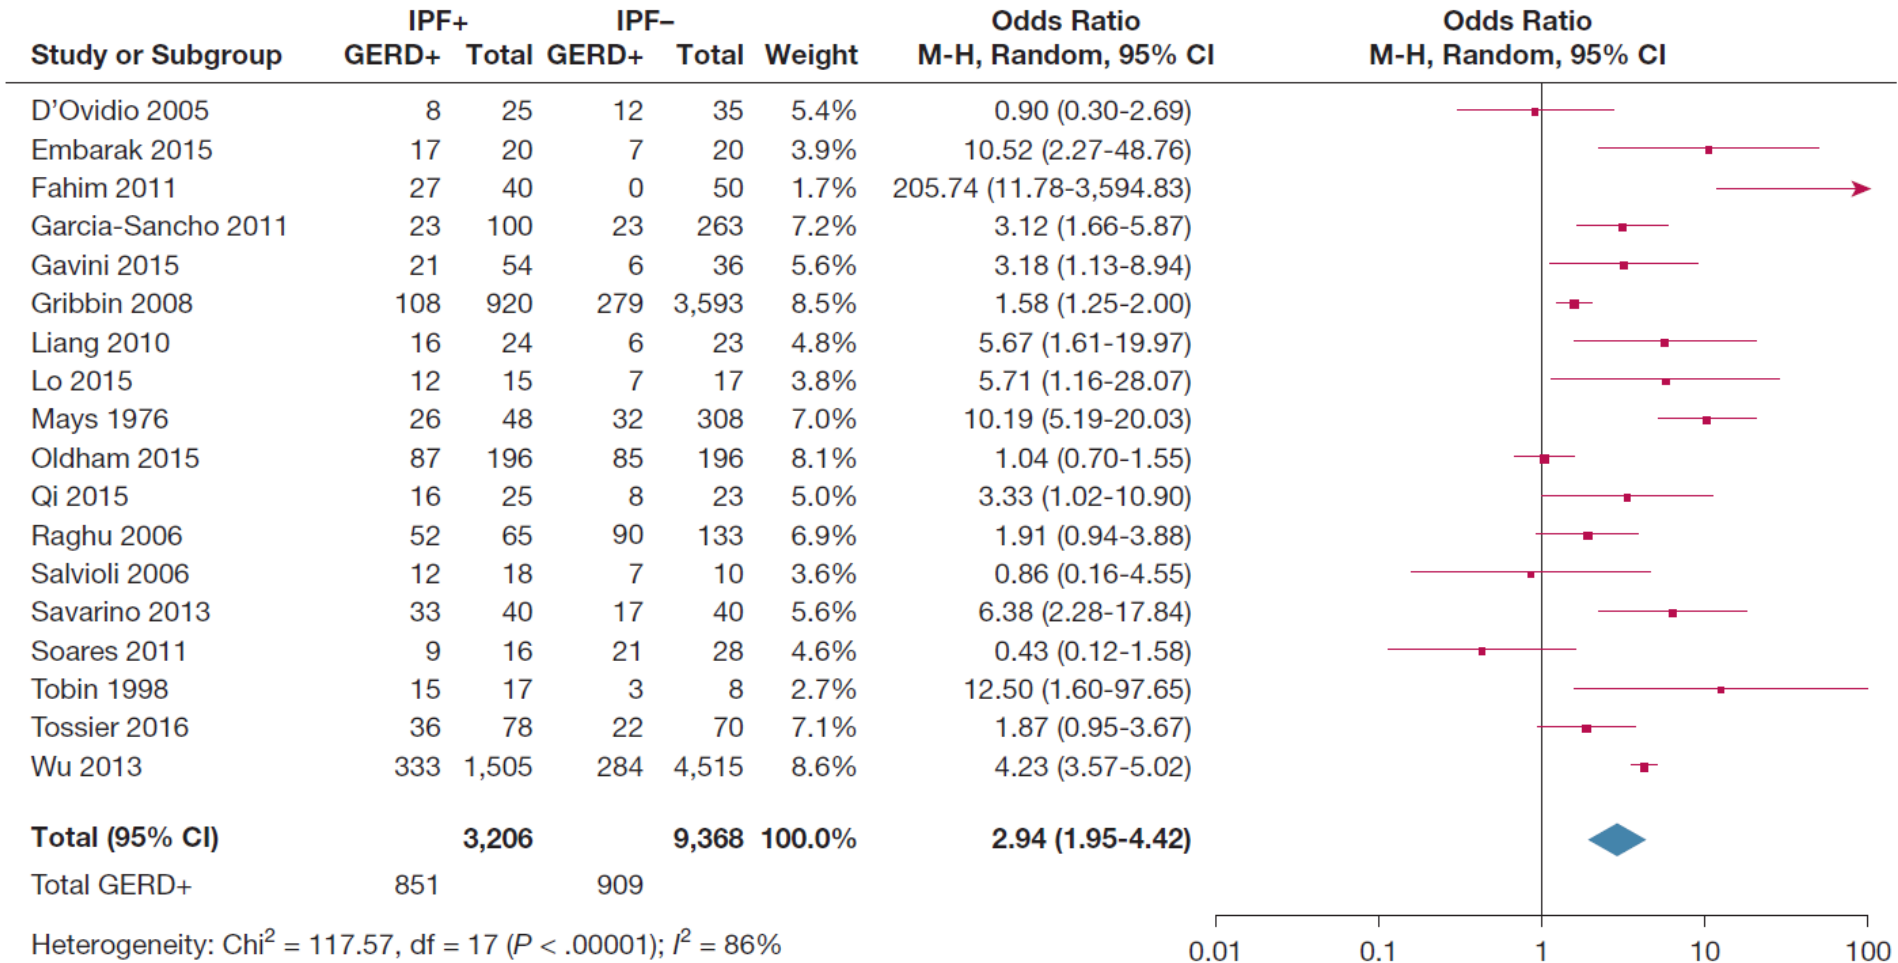 IPF+ IPF– Odds Ratio Odds Ratio
Study or Subgroup GERD+ Total GERD+ Total Weight M-H, Random, 95% CI M-H, Random, 95% CI
D’Ovidio 2005 8 25 12 35 5.4% 0.90 (0.30-2.69)
Embarak 2015 17 20 7 20 3.9% 10.52 (2.27-48.76)
Fahim 2011 27 40 0 50 1.7% 205.74 (11.78-3,594.83)
Garcia-Sancho 2011 23 100 23 263 7.2% 3.12 (1.66-5.87)
Gavini 2015 21 54 6 36 5.6% 3.18 (1.13-8.94)
Gribbin 2008 108 920 279 3,593 8.5% 1.58 (1.25-2.00)
Liang 2010 16 24 6 23 4.8% 5.67 (1.61-19.97)
Lo 2015 12 15 7 17 3.8% 5.71 (1.16-28.07)
Mays 1976 26 48 32 308 7.0% 10.19 (5.19-20.03)
Oldham 2015 87 196 85 196 8.1% 1.04 (0.70-1.55)
Qi 2015 16 25 8 23 5.0% 3.33 (1.02-10.90)
Raghu 2006 52 65 90 133 6.9% 1.91 (0.94-3.88)
Salvioli 2006 12 18 7 10 3.6% 0.86 (0.16-4.55)
Savarino 2013 33 40 17 40 5.6% 6.38 (2.28-17.84)
Soares 2011 9 16 21 28 4.6% 0.43 (0.12-1.58)
Tobin 1998 15 17 3 8 2.7% 12.50 (1.60-97.65)
Tossier 2016 36 78 22 70 7.1% 1.87 (0.95-3.67)
Wu 2013 333 1,505 284 4,515 8.6% 4.23 (3.57-5.02)
Total (95% CI) 3,206 9,368 100.0% 2.94 (1.95-4.42)
Total GERD+ 851 909
Heterogeneity: Chi² = 117.57, df = 17 (P < .00001); I² = 86%
0.01 0.1 1 10 100